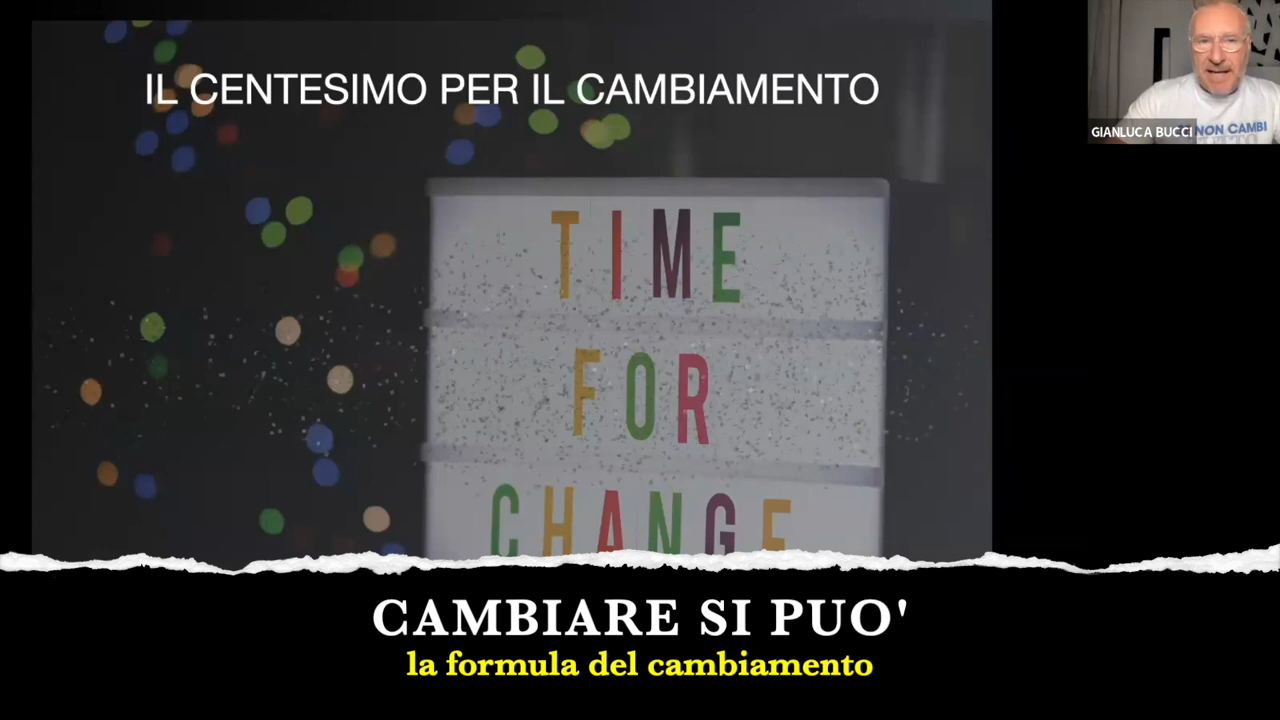 IL CENTESIMO PER IL CAMBIAMENTO
GIANLUCA BUCCI
NON CAMBI
TIME
FOR
CHANGE
CAMBIARE SI PUO'
la formula del cambiamento